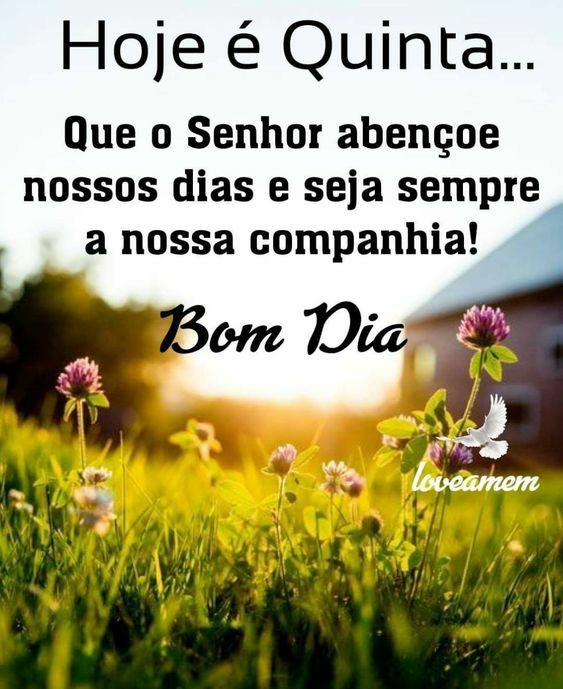 Hoje é Quinta...
Que o Senhor abençoe
nossos dias e seja sempre
a nossa companhia!
Bom Dia
loveamem